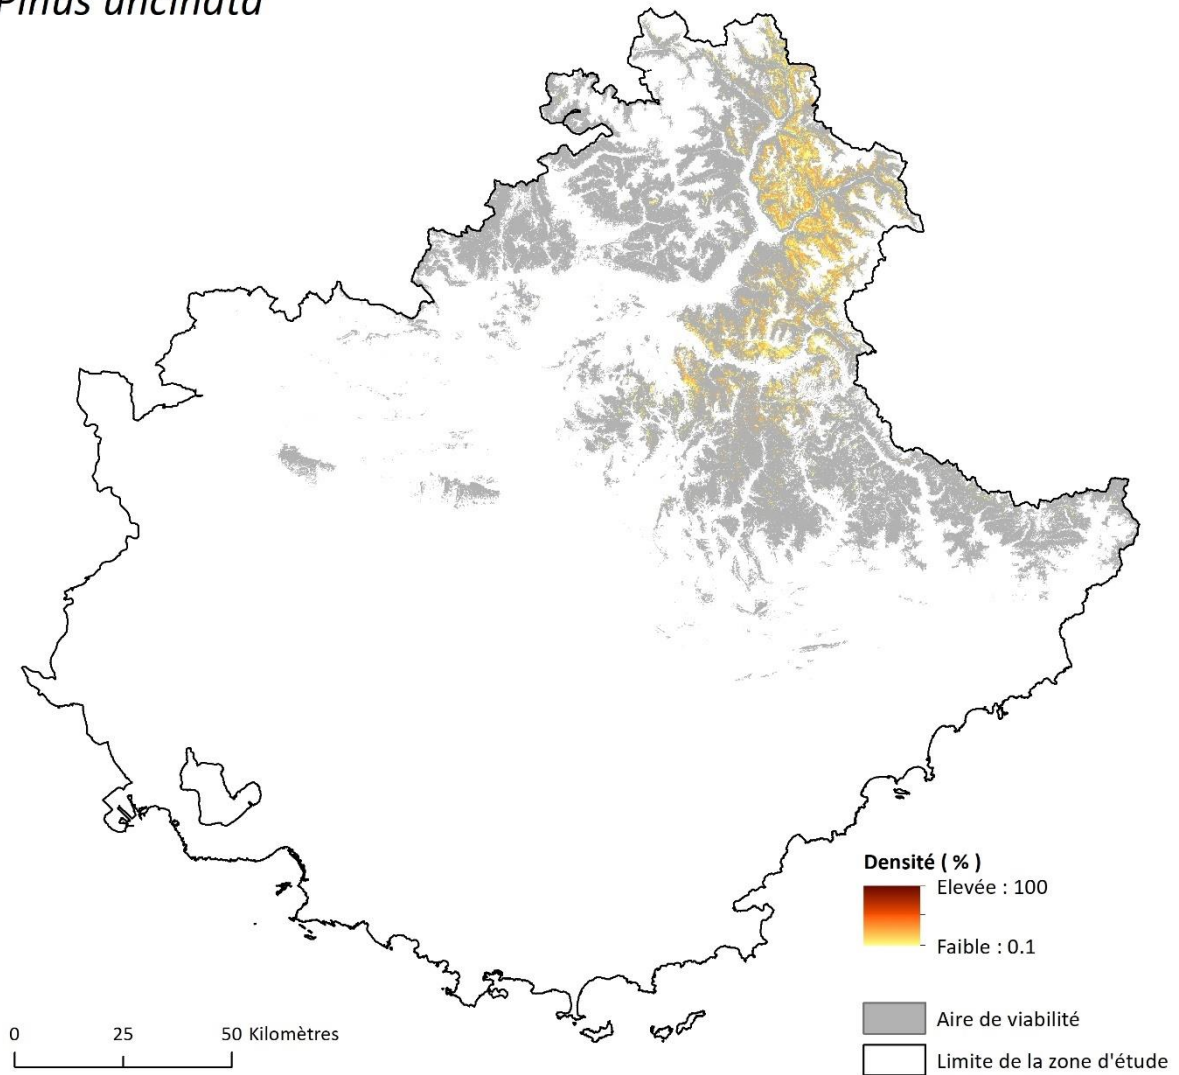 Pinus uncinata
Densité ( % )
Elevée : 100
Faible : 0.1
0 25 50 Kilomètres
Aire de viabilité
Limite de la zone d'étude